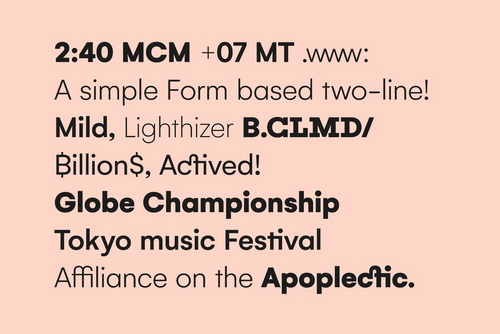 2:40 MCM +07 MT .www:
A simple Form based two-line!
Mild, Lighthizer B.CLMD/
₿illion$, Actived!
Globe Championship
Tokyo music Festival
Affiliance on the Apoplectic.